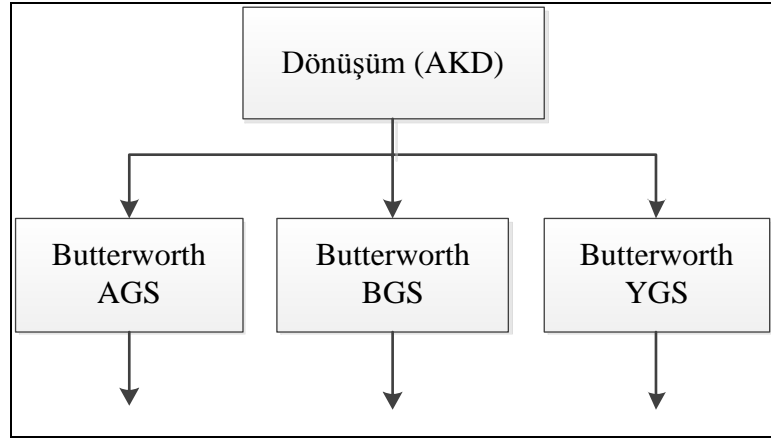 Dönüşüm (AKD)
Butterworth
AGS
Butterworth
BGS
Butterworth
YGS